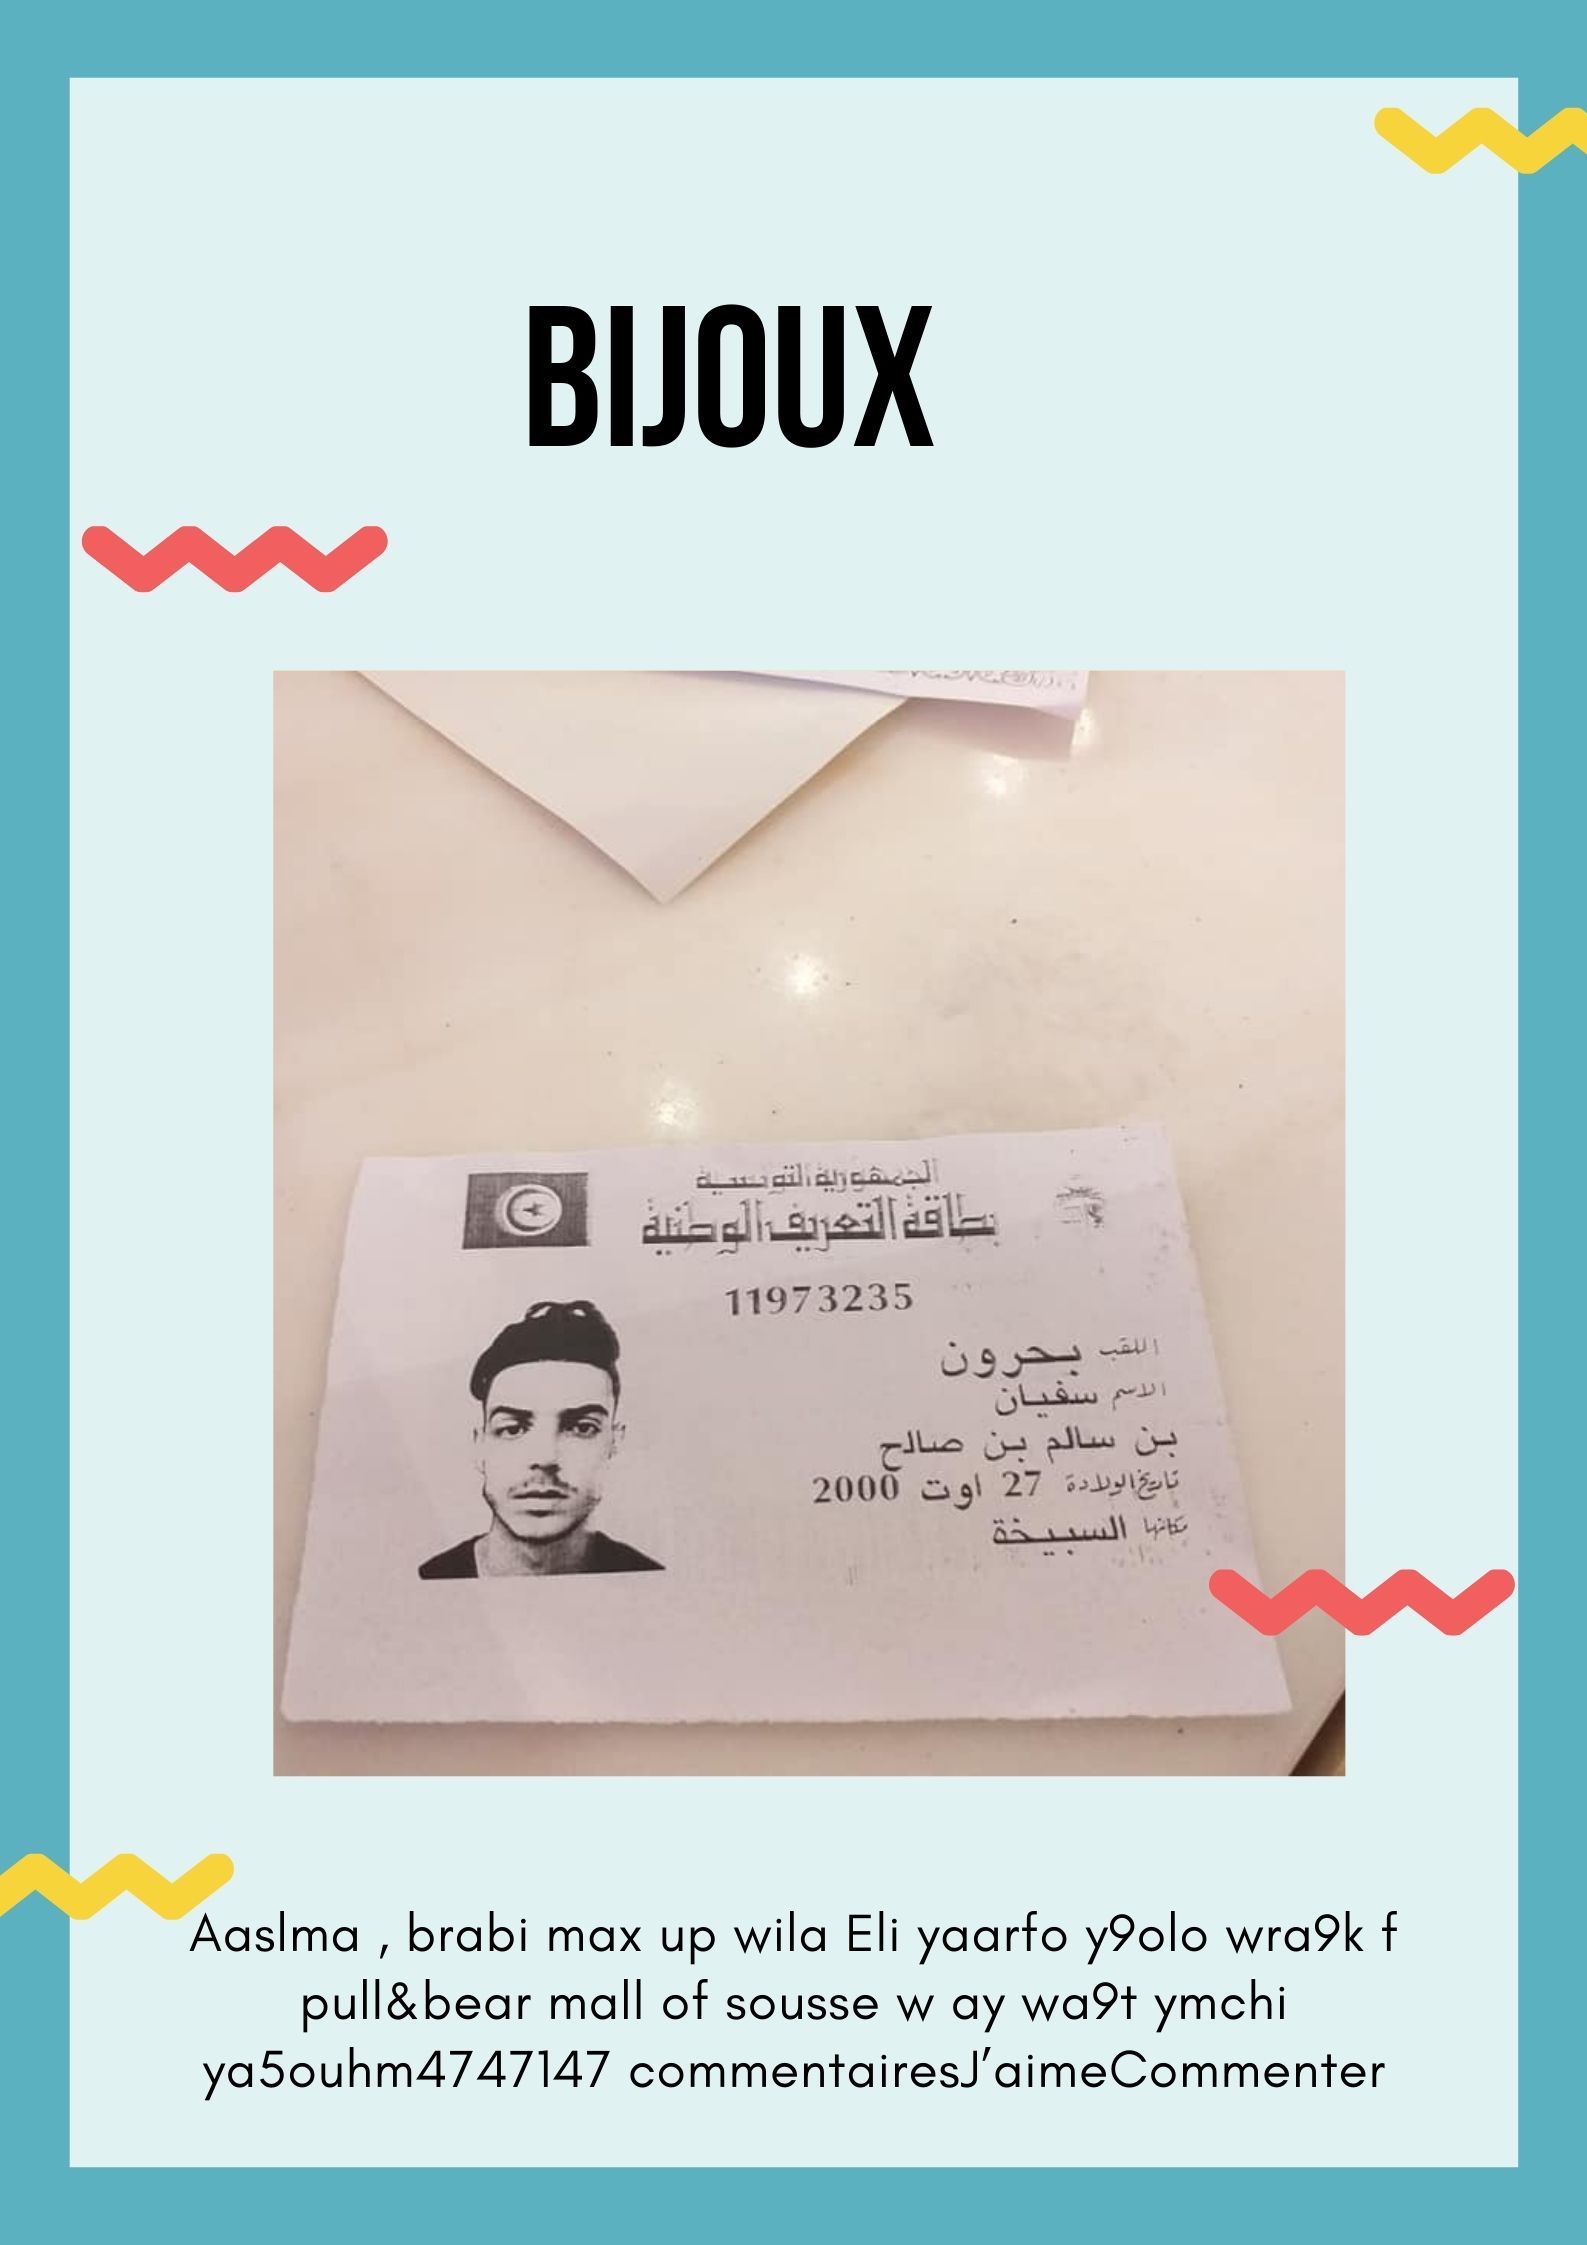 BIJOUX
الجمهورية التونسية
بطاقة التعريف الوطنية
11973235
اللقب بحرون
الاسم سفيان
بن سالم بن صالح
تاريخ الولادة 27 اوت 2000
مكانها السبيخة
Aaslma , brabi max up wila Eli yaarfo y9olo wra9k f
pull&bear mall of sousse w ay wa9t ymchi
ya5ouhm4747147 commentairesJ’aimeCommenter